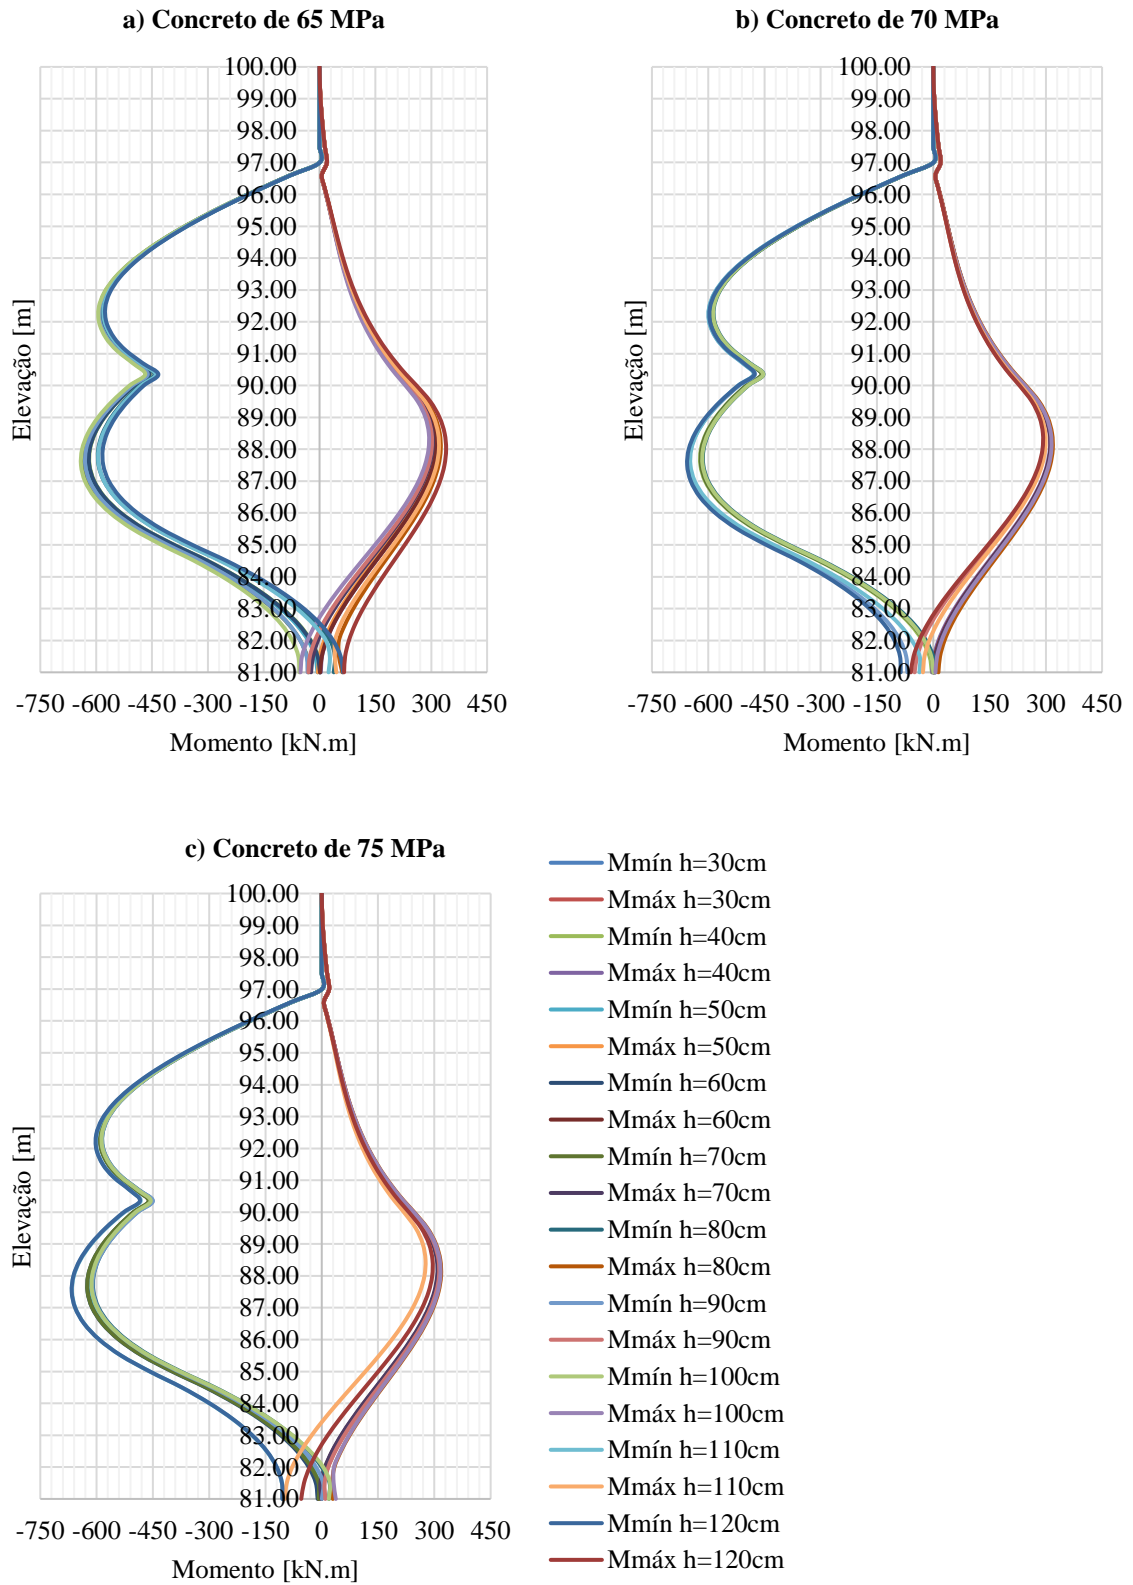 a) Concreto de 65 MPa
100.00
99.00
98.00
97.00
96.00
95.00
94.00
93.00
92.00
91.00
90.00
89.00
88.00
87.00
86.00
85.00
84.00
83.00
82.00
81.00
-750 -600 -450 -300 -150 0 150 300 450
Elevação [m]
Momento [kN.m]
b) Concreto de 70 MPa
100.00
99.00
98.00
97.00
96.00
95.00
94.00
93.00
92.00
91.00
90.00
89.00
88.00
87.00
86.00
85.00
84.00
83.00
82.00
81.00
-750 -600 -450 -300 -150 0 150 300 450
Elevação [m]
Momento [kN.m]
c) Concreto de 75 MPa
100.00
99.00
98.00
97.00
96.00
95.00
94.00
93.00
92.00
91.00
90.00
89.00
88.00
87.00
86.00
85.00
84.00
83.00
82.00
81.00
-750 -600 -450 -300 -150 0 150 300 450
Elevação [m]
Momento [kN.m]
Mmín h=30cm
Mmáx h=30cm
Mmín h=40cm
Mmáx h=40cm
Mmín h=50cm
Mmáx h=50cm
Mmín h=60cm
Mmáx h=60cm
Mmín h=70cm
Mmáx h=70cm
Mmín h=80cm
Mmáx h=80cm
Mmín h=90cm
Mmáx h=90cm
Mmín h=100cm
Mmáx h=100cm
Mmín h=110cm
Mmáx h=110cm
Mmín h=120cm
Mmáx h=120cm